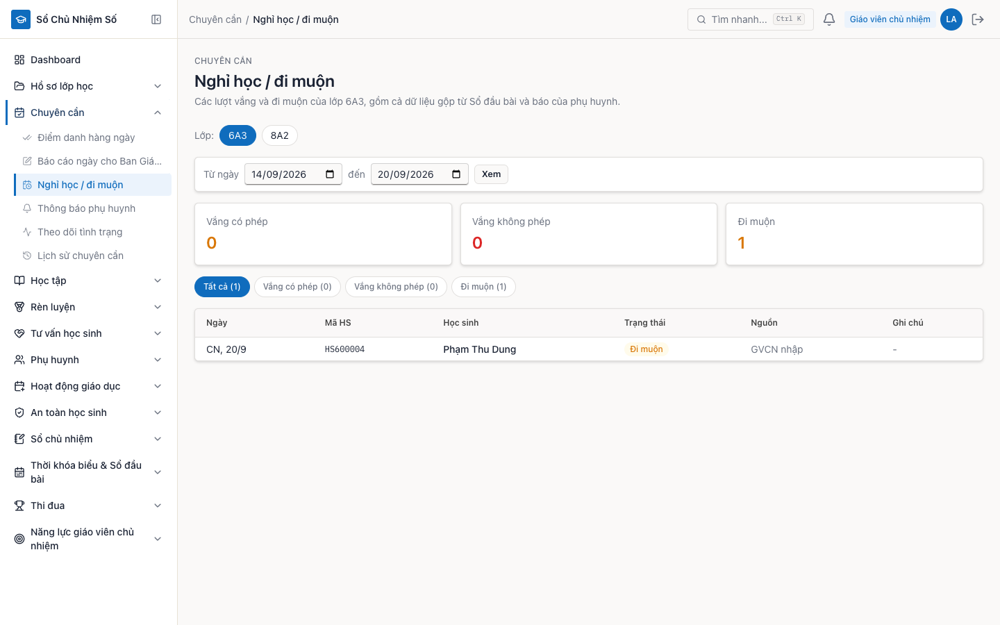 Sổ Chủ Nhiệm Số
Chuyên cần / Nghỉ học / đi muộn
Tìm nhanh... Ctrl K
Giáo viên chủ nhiệm
LA
Dashboard
Hồ sơ lớp học
Chuyên cần
Điểm danh hàng ngày
Báo cáo ngày cho Ban Giá...
Nghỉ học / đi muộn
Thông báo phụ huynh
Theo dõi tình trạng
Lịch sử chuyên cần
Học tập
Rèn luyện
Tư vấn học sinh
Phụ huynh
Hoạt động giáo dục
An toàn học sinh
Sổ chủ nhiệm
Thời khóa biểu & Sổ đầu
bài
Thi đua
Năng lực giáo viên chủ
nhiệm
CHUYÊN CẦN
Nghỉ học / đi muộn
Các lượt vắng và đi muộn của lớp 6A3, gồm cả dữ liệu gộp từ Sổ đầu bài và báo của phụ huynh.
Lớp: 6A3 8A2
Từ ngày 14/09/2026 đến 20/09/2026 Xem
Vắng có phép
0
Vắng không phép
0
Đi muộn
1
Tất cả (1) Vắng có phép (0) Vắng không phép (0) Đi muộn (1)
Ngày Mã HS Học sinh Trạng thái Nguồn Ghi chú
CN, 20/9 HS600004 Phạm Thu Dung Đi muộn GVCN nhập -